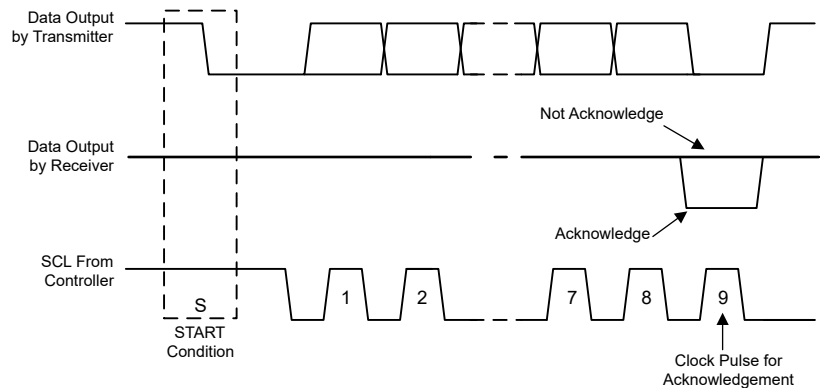 Data Output
by Transmitter
Not Acknowledge
Data Output
by Receiver
Acknowledge
SCL From
Controller
1
2
7
8
9
S
START
Condition
Clock Pulse for
Acknowledgement